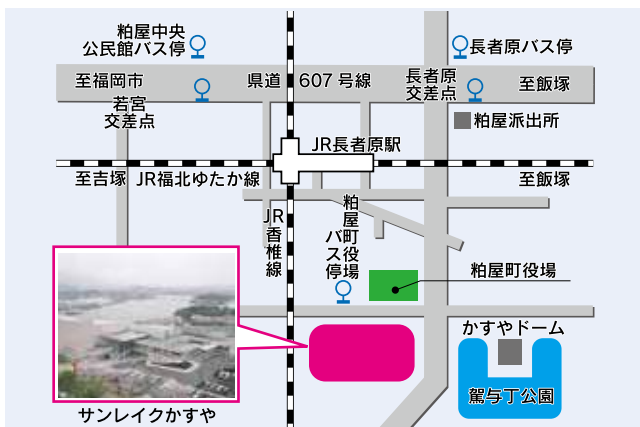 粕屋中央
公民館バス停
長者原バス停
至福岡市
県道
607号線
長者原
交差点
至飯塚
若宮
交差点
粕屋派出所
JR長者原駅
至吉塚
JR福北ゆたか線
至飯塚
JR香椎線
粕屋町役場
バス停
粕屋町役場
かすやドーム
駕与丁公園
サンレイクかすや